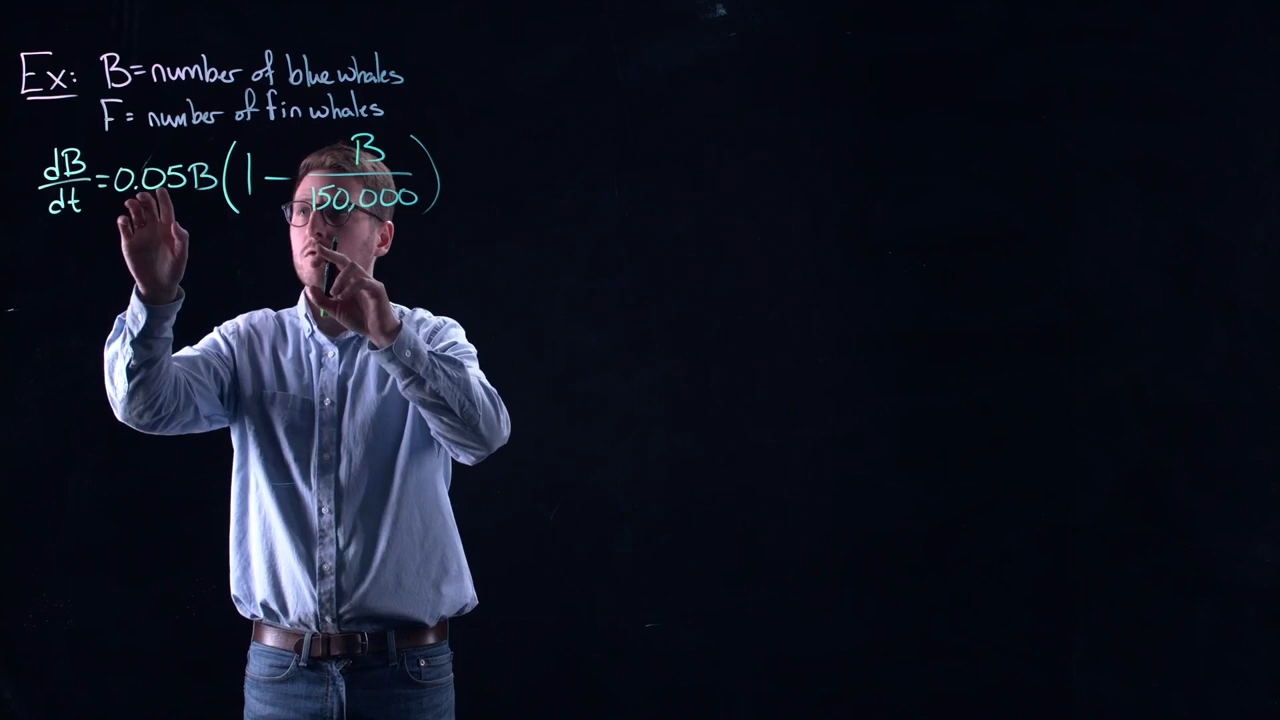 Ex: B = number of blue whales
F = number of fin whales
dB/dt = 0.05B(1 - B/150,000)